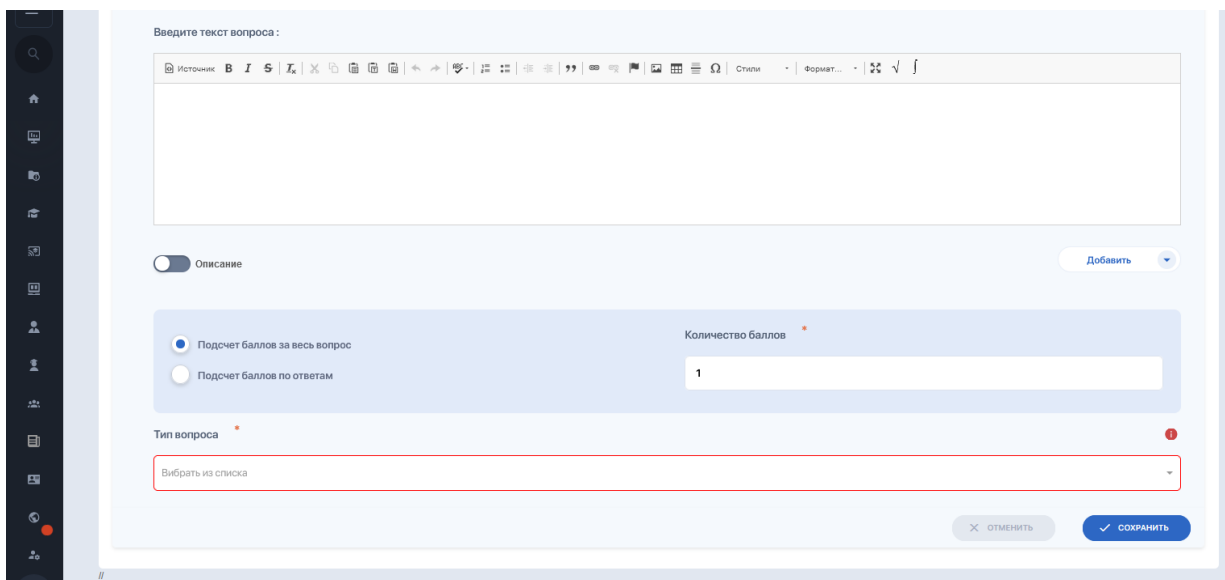 Введите текст вопроса :
Источник B I S Стили Формат...
Описание
Добавить
Подсчет баллов за весь вопрос
Подсчет баллов по ответам
Количество баллов *
1
Тип вопроса *
Вибрать из списка
ОТМЕНИТЬ
СОХРАНИТЬ
//